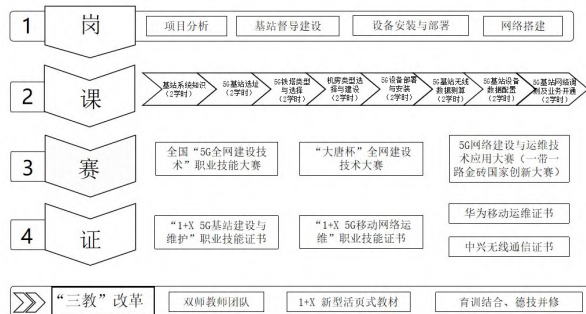 1
岗
项目分析
基站督导建设
设备安装与部署
网络搭建
2
课
基站系统知识
(2学时)
5G基站选址
(2学时)
5G铁塔类型
与选择
(2学时)
机房类型选
择与建设
(2学时)
5G设备部署
与安装
(2学时)
5G基站无线
数据测算
(2学时)
5G基站设备
数据配置
(2学时)
5G基站网络调
测及业务开通
(2学时)
3
赛
全国“5G全网建设技
术”职业技能大赛
“大唐杯”全网建设
技术大赛
5G网络建设与运维技
术应用大赛（一带一
路金砖国家创新大赛）
4
证
“1+X 5G基站建设与
维护”职业技能证书
“1+X 5G移动网络运
维”职业技能证书
华为移动运维证书
中兴无线通信证书
“三教”改革
双师教师团队
1+X 新型活页式教材
育训结合、德技并修